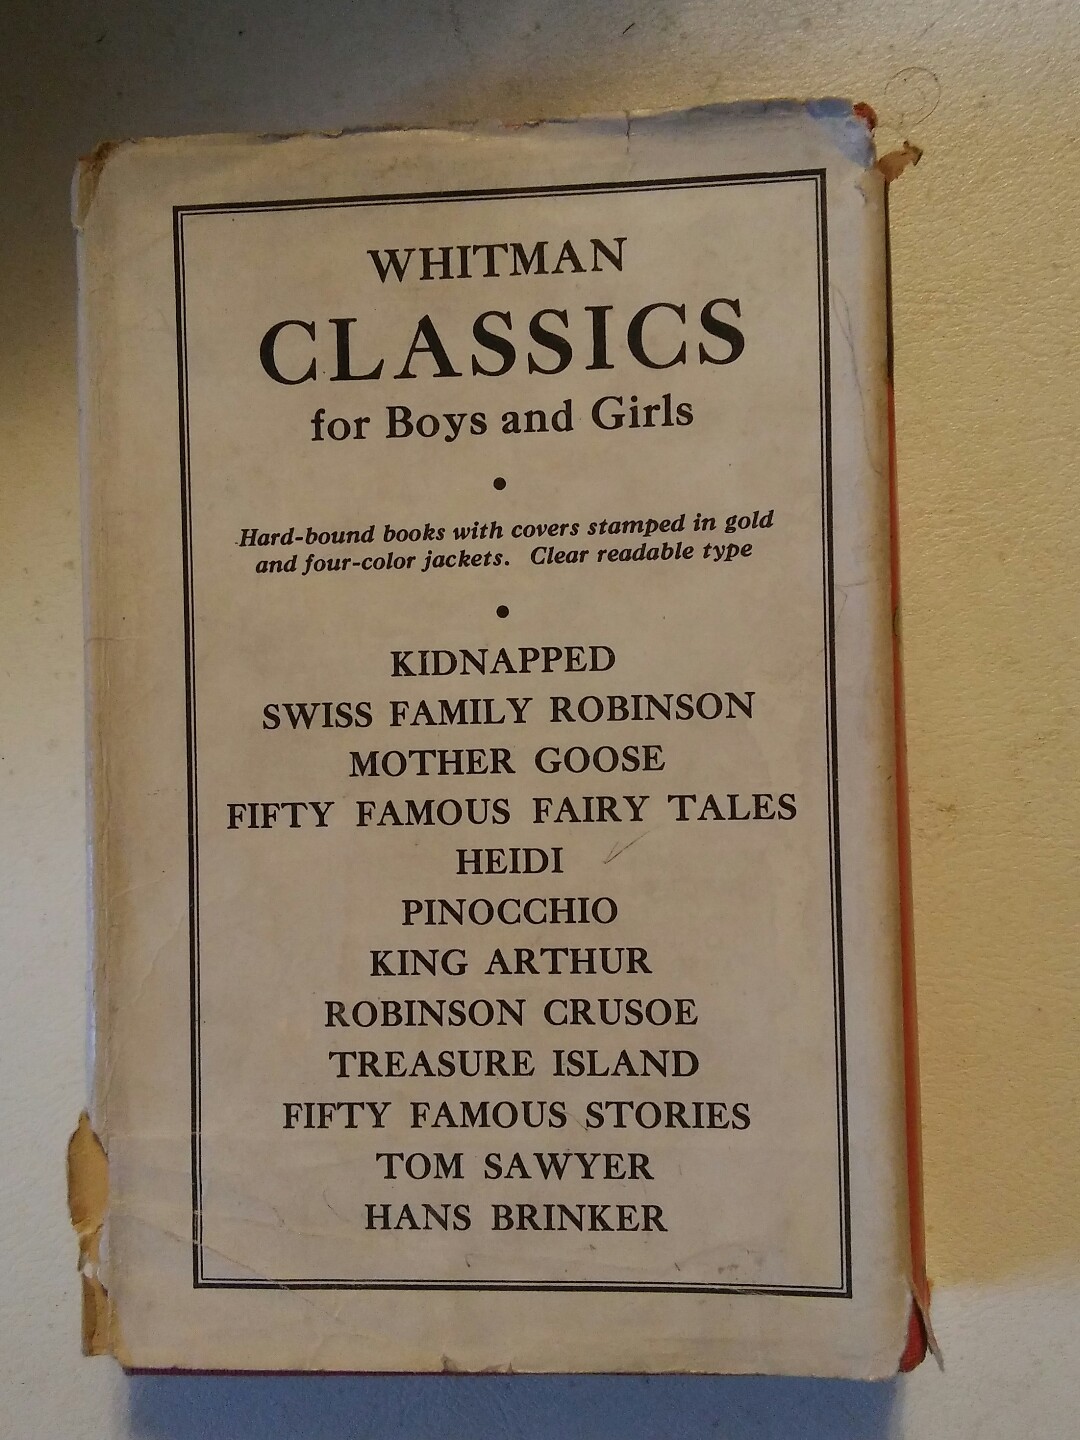 WHITMAN
CLASSICS
for Boys and Girls
•
Hard-bound books with covers stamped in gold
and four-color jackets. Clear readable type
•
KIDNAPPED
SWISS FAMILY ROBINSON
MOTHER GOOSE
FIFTY FAMOUS FAIRY TALES
HEIDI
PINOCCHIO
KING ARTHUR
ROBINSON CRUSOE
TREASURE ISLAND
FIFTY FAMOUS STORIES
TOM SAWYER
HANS BRINKER